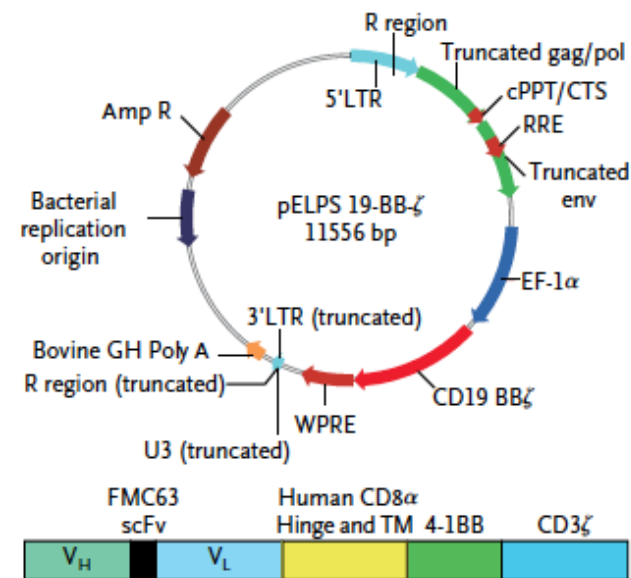 R region
Truncated gag/pol
5'LTR
cPPT/CTS
Amp R
RRE
Truncated
env
Bacterial
replication
origin
pELPS 19-BB-ζ
11556 bp
EF-1α
3'LTR (truncated)
Bovine GH Poly A
R region (truncated)
CD19 BBζ
WPRE
U3 (truncated)
FMC63
scFv
Human CD8α
Hinge and TM
4-1BB
CD3ζ
VH
VL